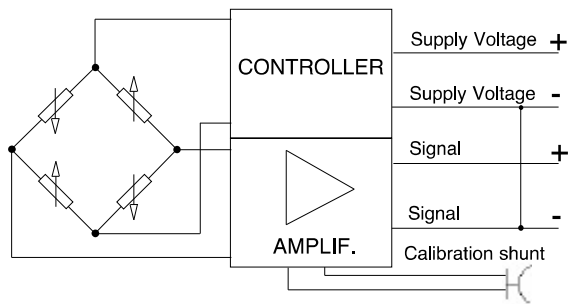 CONTROLLER
Supply Voltage +
Supply Voltage -
Signal +
Signal -
AMPLIF.
Calibration shunt